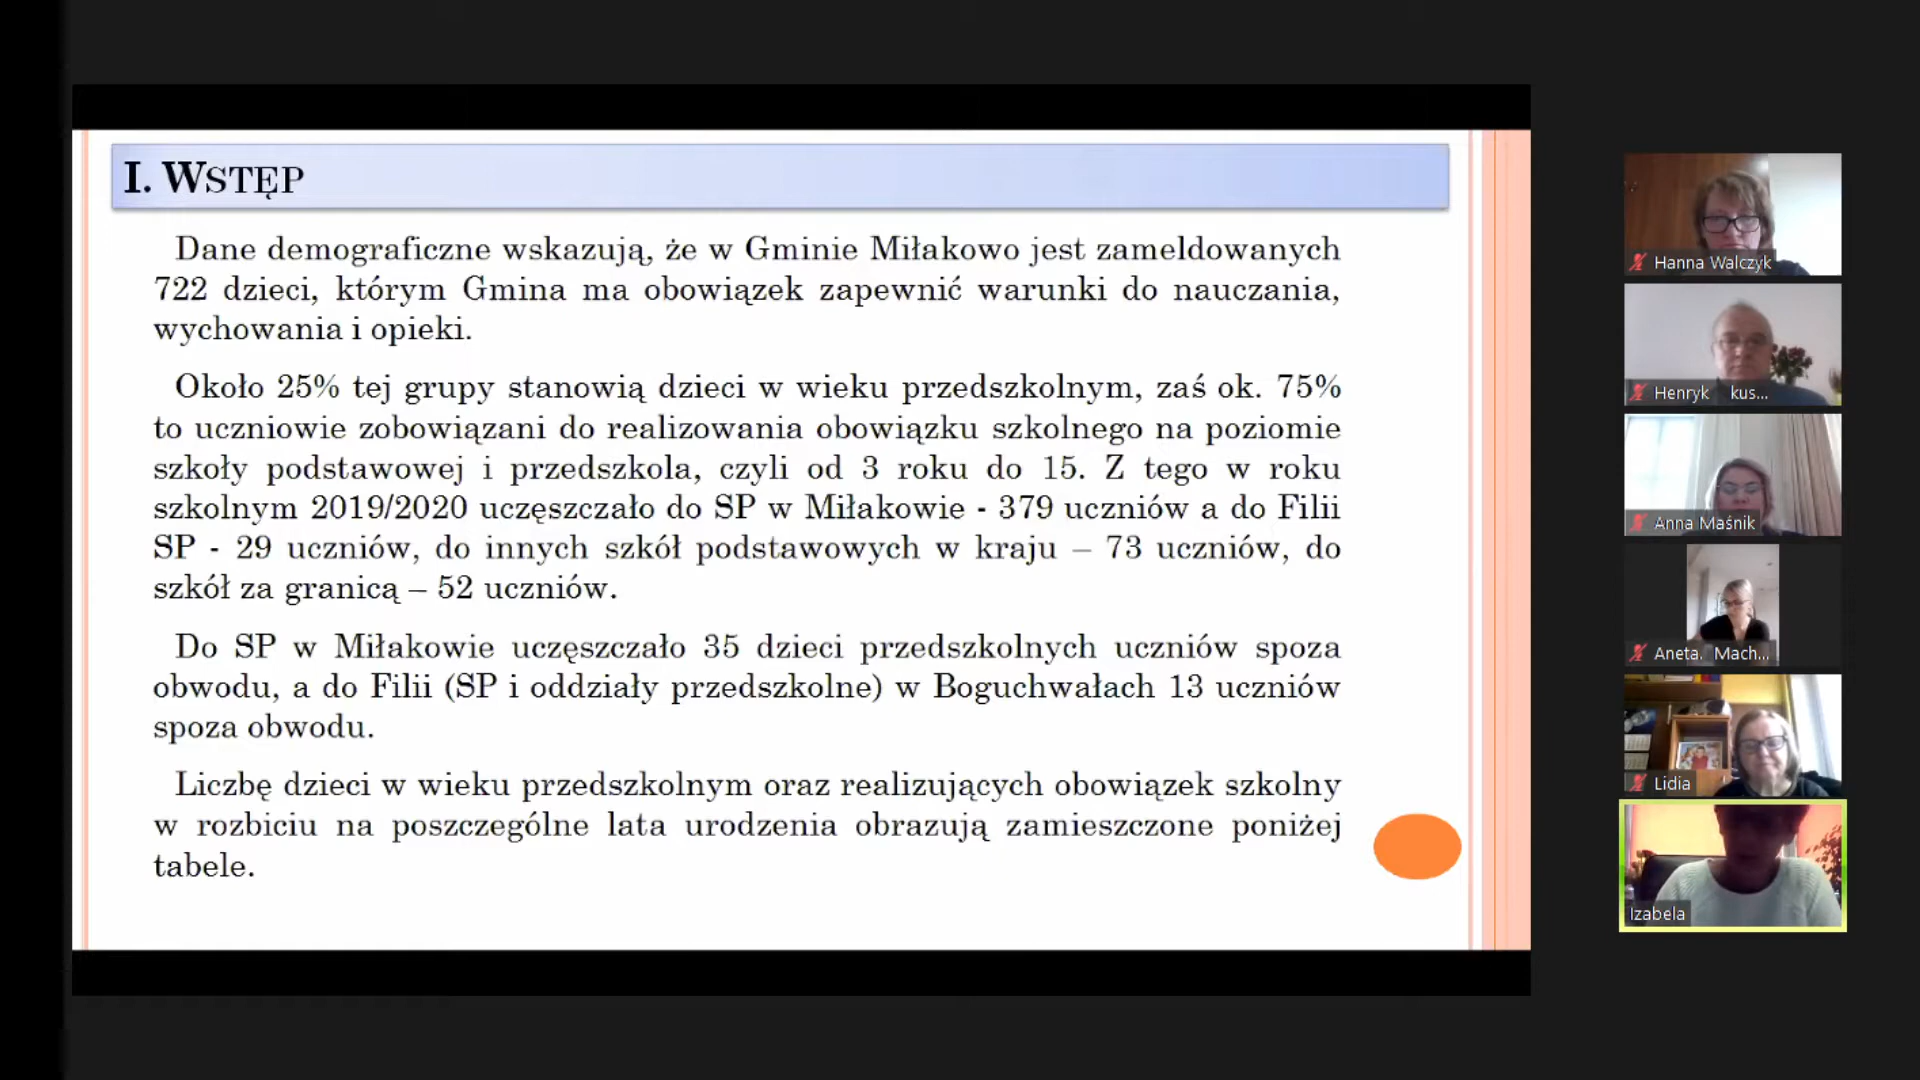 I. WSTĘP
Dane demograficzne wskazują, że w Gminie Miłakowo jest zameldowanych
722 dzieci, którym Gmina ma obowiązek zapewnić warunki do nauczania,
wychowania i opieki.
Około 25% tej grupy stanowią dzieci w wieku przedszkolnym, zaś ok. 75%
to uczniowie zobowiązani do realizowania obowiązku szkolnego na poziomie
szkoły podstawowej i przedszkola, czyli od 3 roku do 15. Z tego w roku
szkolnym 2019/2020 uczęszczało do SP w Miłakowie - 379 uczniów a do Filii
SP - 29 uczniów, do innych szkół podstawowych w kraju – 73 uczniów, do
szkół za granicą – 52 uczniów.
Do SP w Miłakowie uczęszczało 35 dzieci przedszkolnych uczniów spoza
obwodu, a do Filii (SP i oddziały przedszkolne) w Boguchwałach 13 uczniów
spoza obwodu.
Liczbę dzieci w wieku przedszkolnym oraz realizujących obowiązek szkolny
w rozbiciu na poszczególne lata urodzenia obrazują zamieszczone poniżej
tabele.
Hanna Walczyk
Henryk kus...
Anna Maśnik
Aneta. Mach...
Lidia
Izabela